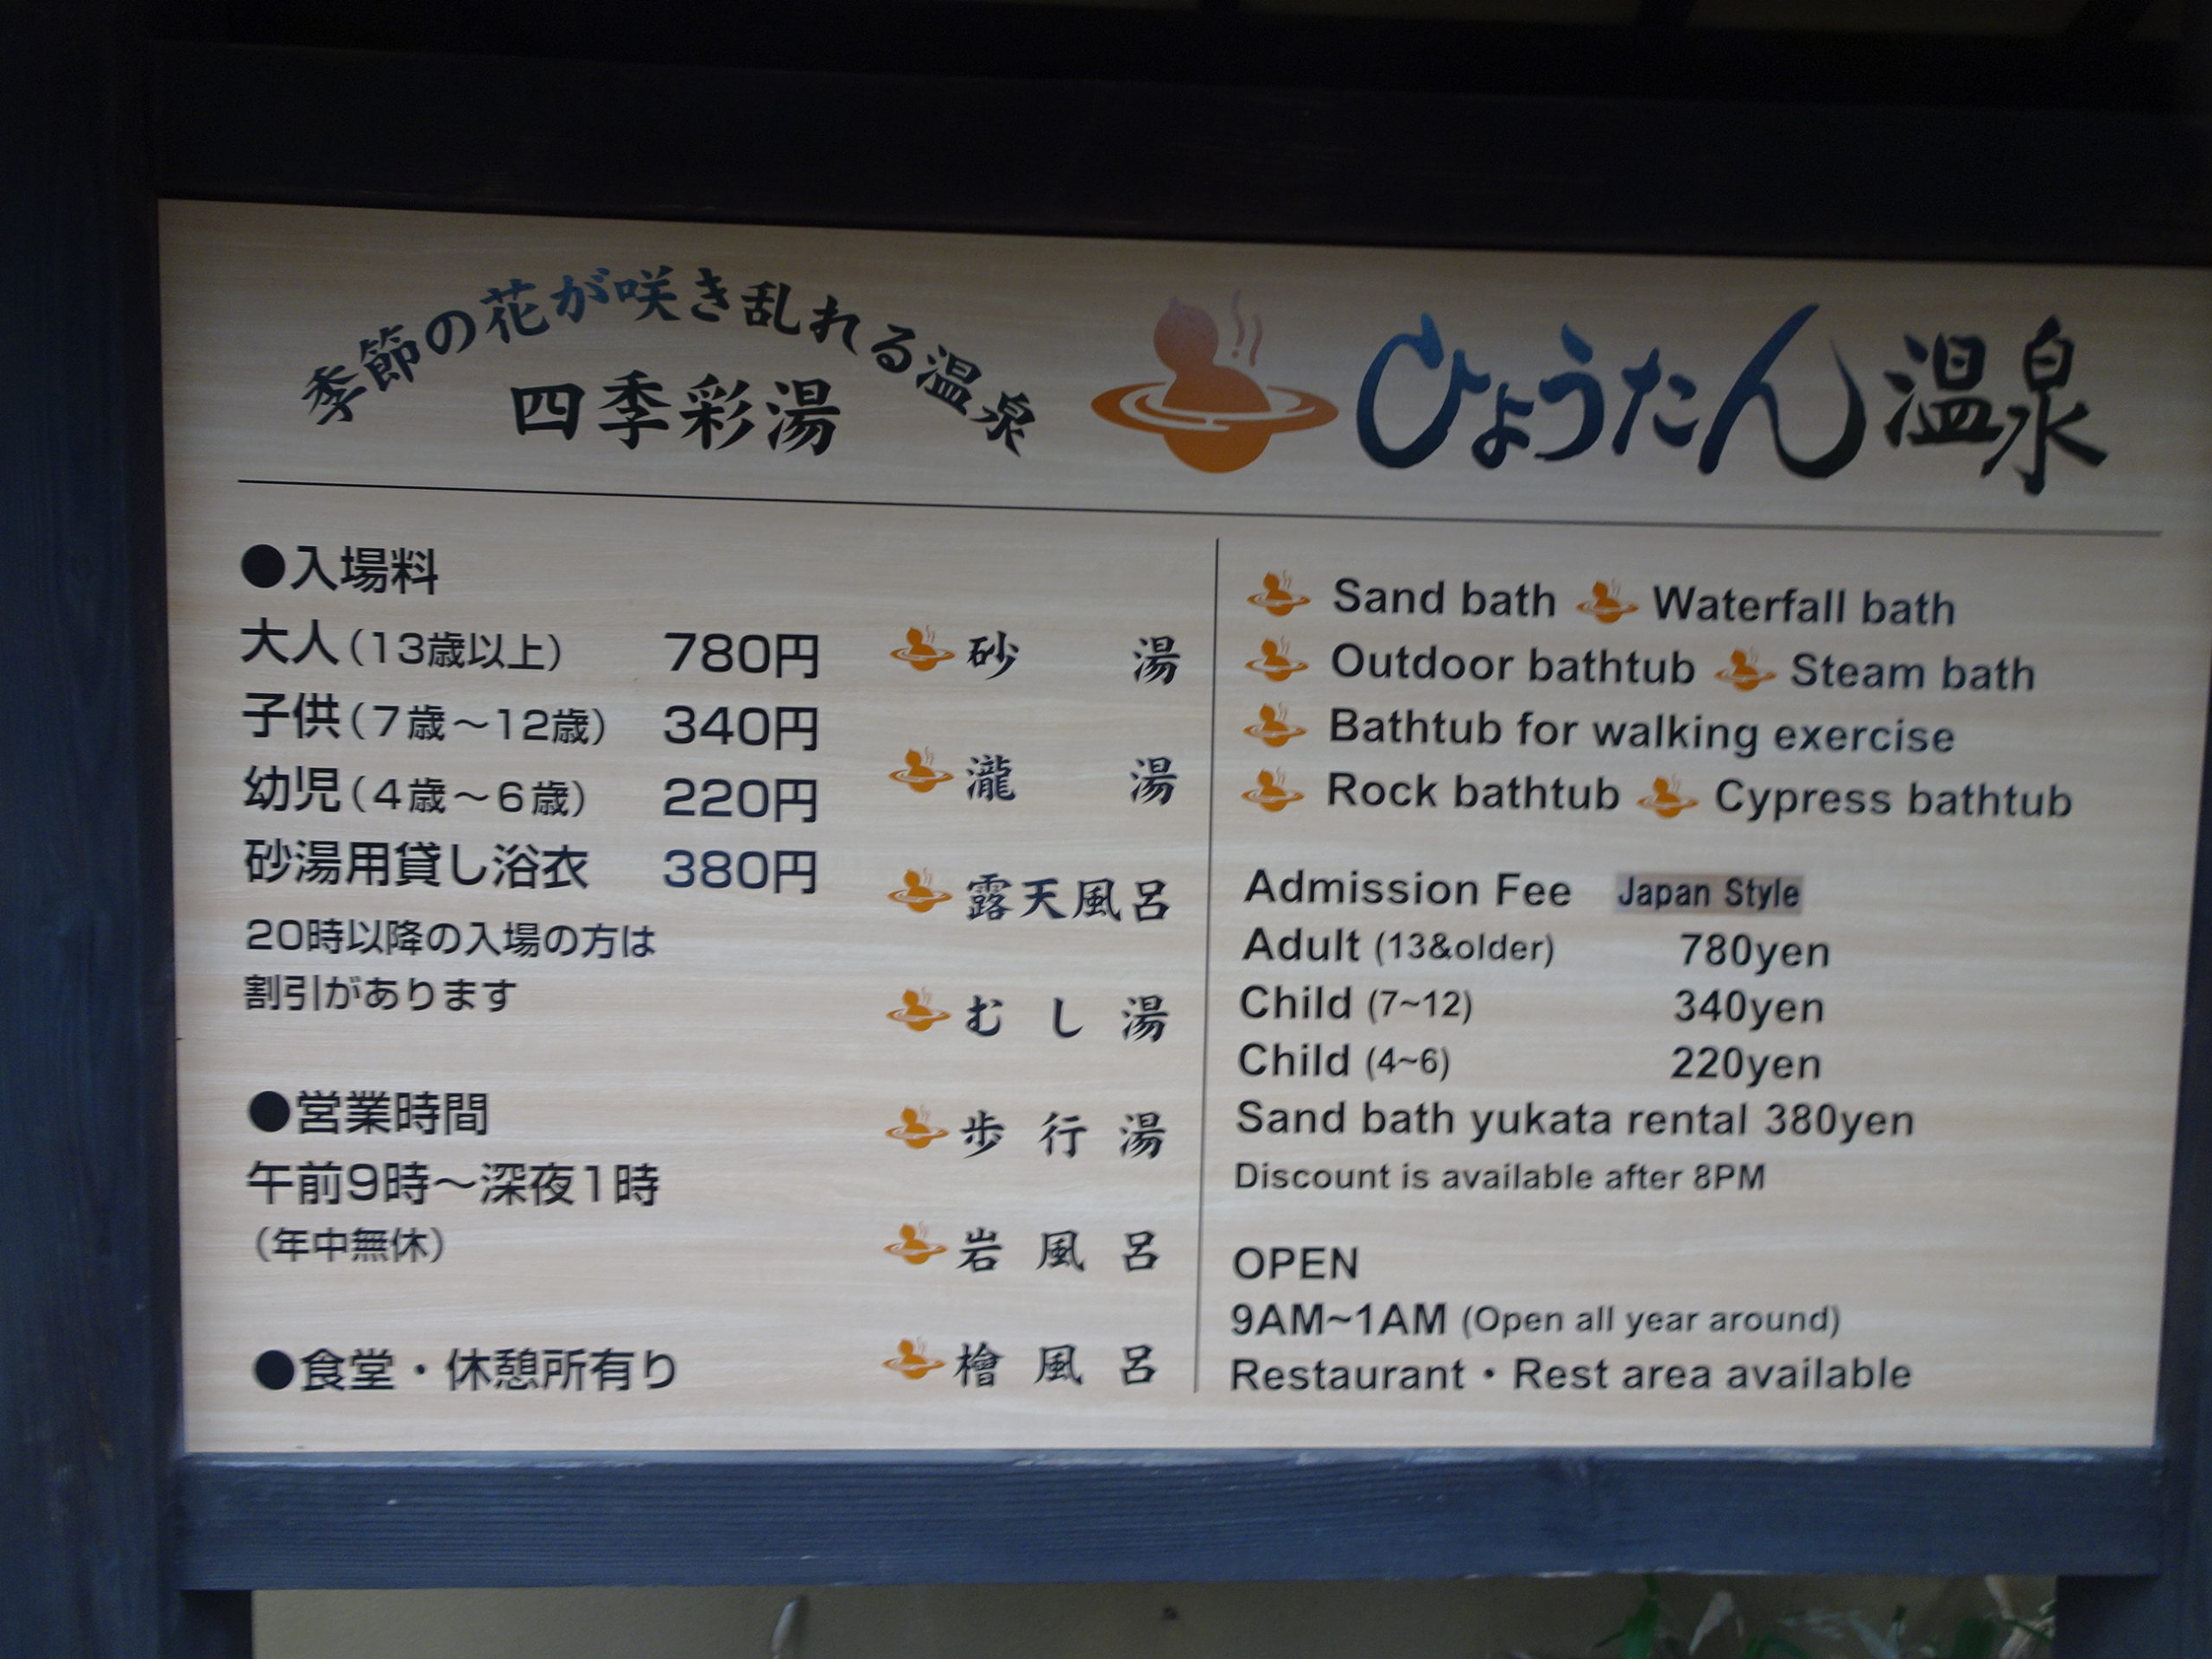 季節の花が咲き乱れる温泉
四季彩湯
ひょうたん温泉
●入場料
大人（13歳以上） 780円
子供（7歳〜12歳） 340円
幼児（4歳〜6歳） 220円
砂湯用貸し浴衣 380円
20時以降の入場の方は
割引があります
●営業時間
午前9時〜深夜1時
（年中無休）
●食堂・休憩所有り
砂湯
瀧湯
露天風呂
むし湯
歩行湯
岩風呂
檜風呂
Sand bath Waterfall bath
Outdoor bathtub Steam bath
Bathtub for walking exercise
Rock bathtub Cypress bathtub
Admission Fee Japan Style
Adult (13&older) 780yen
Child (7~12) 340yen
Child (4~6) 220yen
Sand bath yukata rental 380yen
Discount is available after 8PM
OPEN
9AM~1AM (Open all year around)
Restaurant・Rest area available